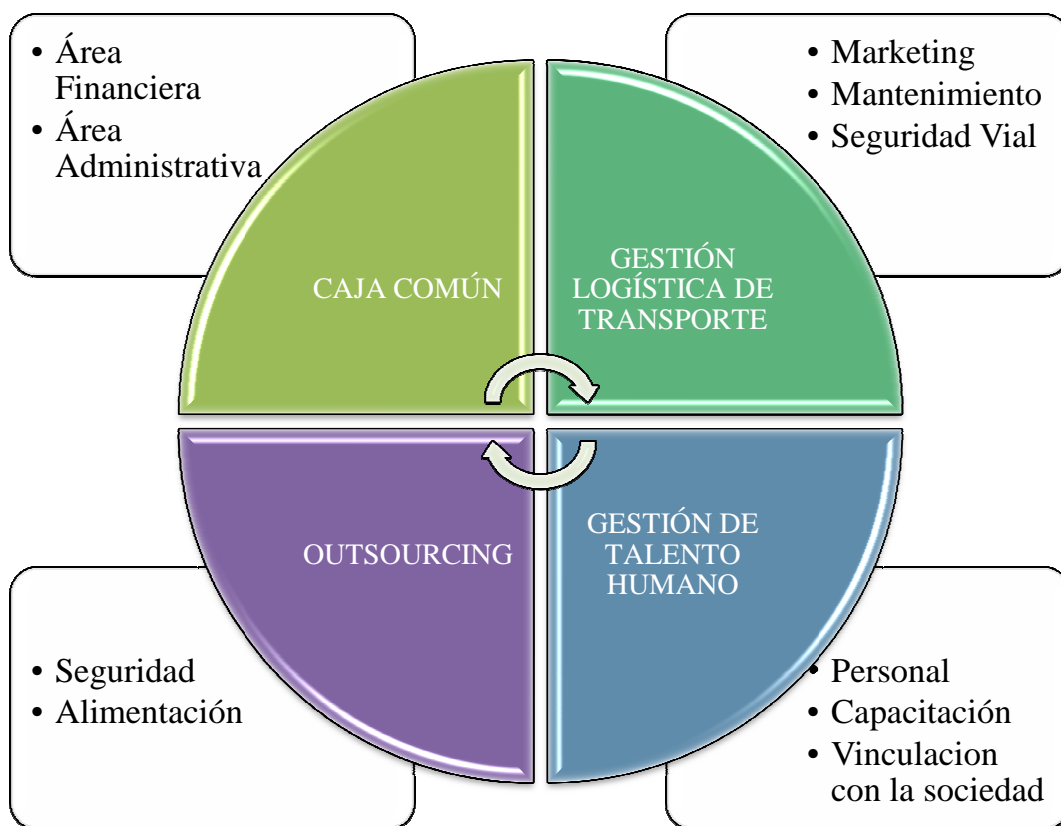 • Área
Financiera
• Área
Administrativa
• Marketing
• Mantenimiento
• Seguridad Vial
CAJA COMÚN
GESTIÓN
LOGÍSTICA DE
TRANSPORTE
OUTSOURCING
GESTIÓN DE
TALENTO
HUMANO
• Seguridad
• Alimentación
• Personal
• Capacitación
• Vinculacion
con la sociedad